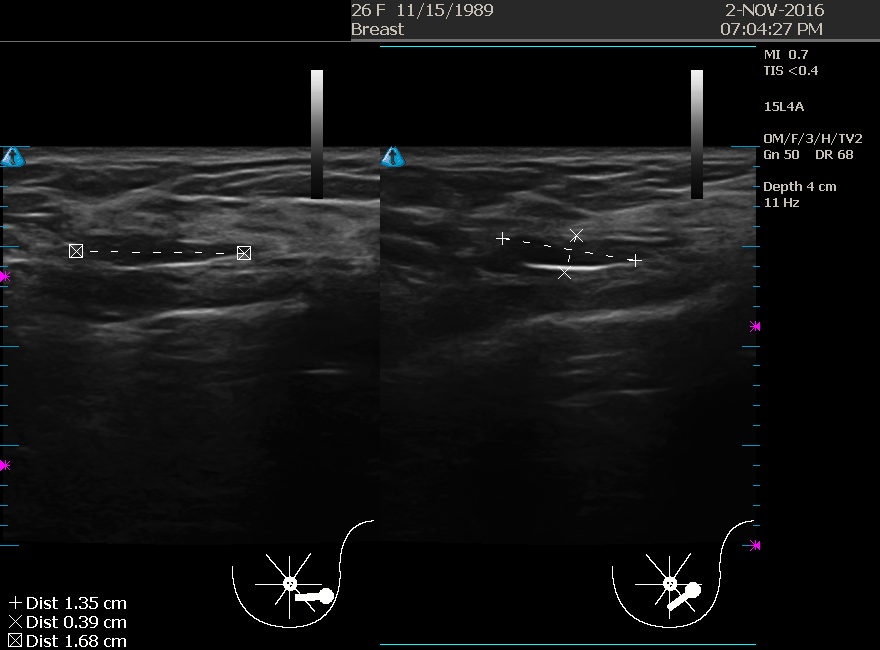 26 F 11/15/1989 2-NOV-2016
Breast 07:04:27 PM
MI 0.7
TIS <0.4
15L4A
OM/F/3/H/TV2
Gn 50 DR 68
Depth 4 cm
11 Hz
Dist 1.35 cm
Dist 0.39 cm
Dist 1.68 cm